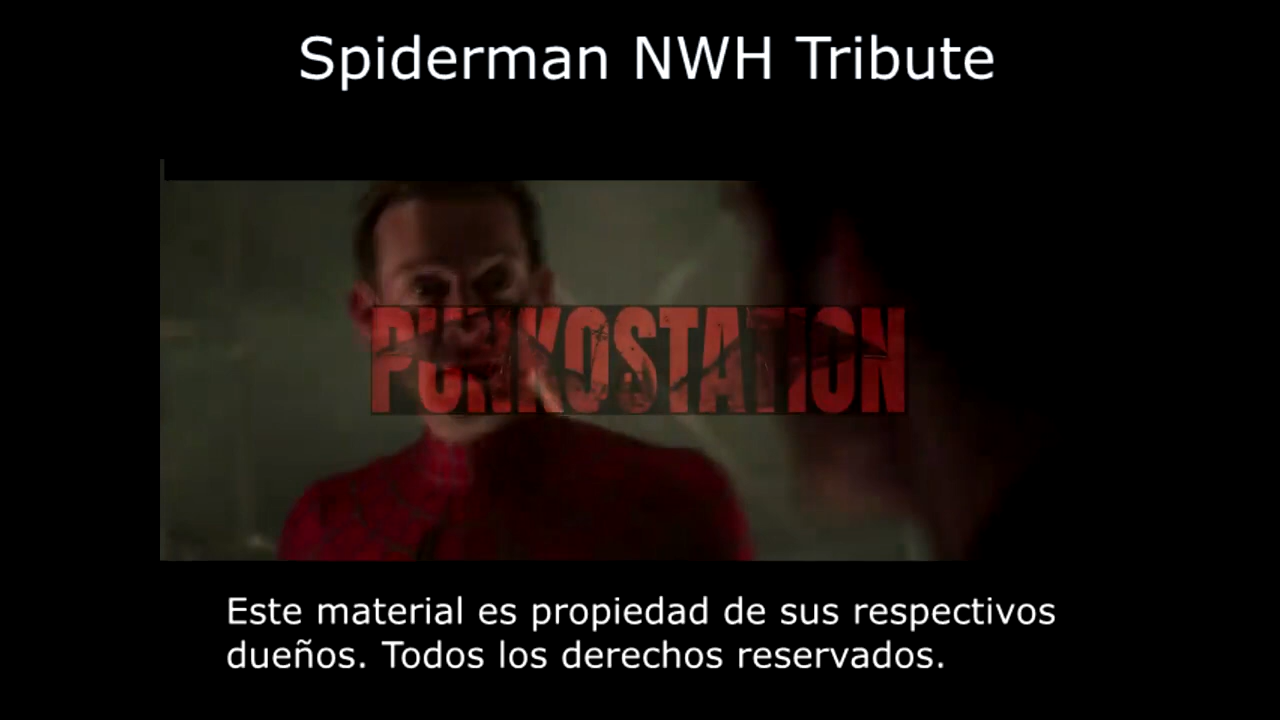 Spiderman NWH Tribute
PUNKOSTATION
Este material es propiedad de sus respectivos
dueños. Todos los derechos reservados.